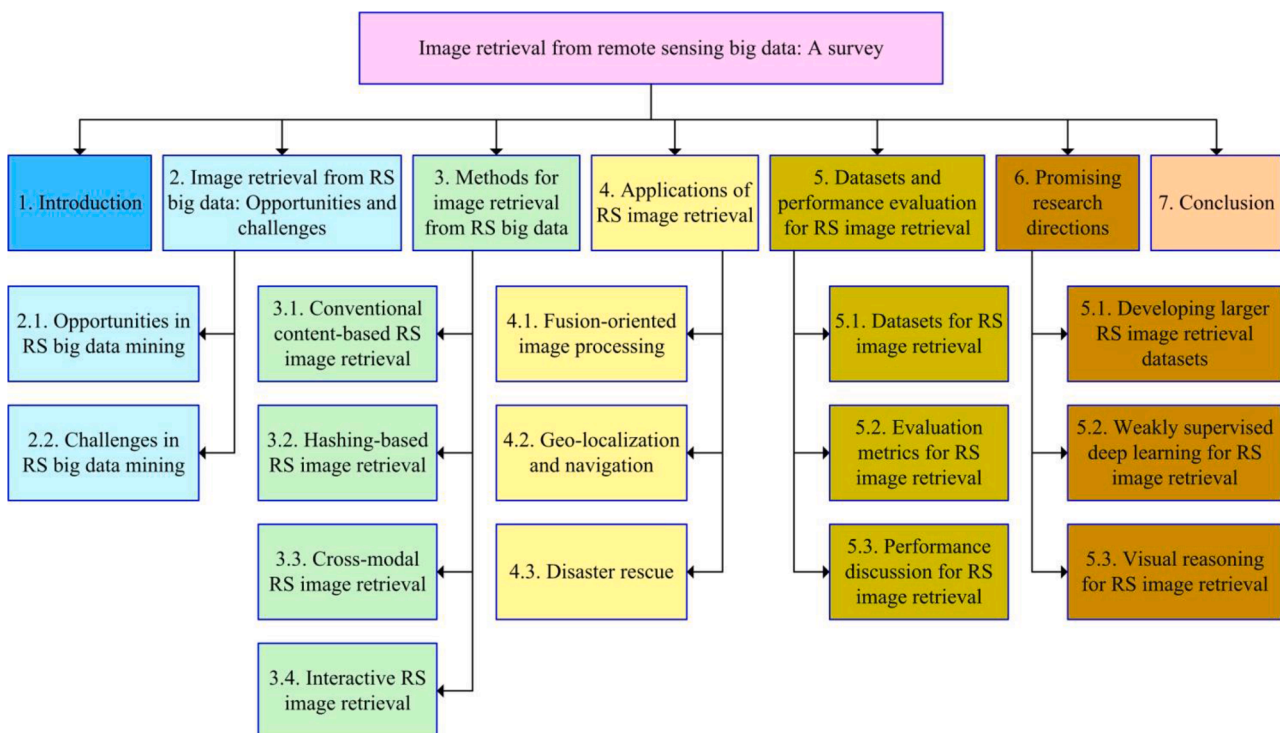 Image retrieval from remote sensing big data: A survey
1. Introduction
2. Image retrieval from RS
big data: Opportunities and
challenges
3. Methods for
image retrieval
from RS big data
4. Applications of
RS image retrieval
5. Datasets and
performance evaluation
for RS image retrieval
6. Promising
research
directions
7. Conclusion
2.1. Opportunities in
RS big data mining
2.2. Challenges in
RS big data mining
3.1. Conventional
content-based RS
image retrieval
3.2. Hashing-based
RS image retrieval
3.3. Cross-modal
RS image retrieval
3.4. Interactive RS
image retrieval
4.1. Fusion-oriented
image processing
4.2. Geo-localization
and navigation
4.3. Disaster rescue
5.1. Datasets for RS
image retrieval
5.2. Evaluation
metrics for RS
image retrieval
5.3. Performance
discussion for RS
image retrieval
5.1. Developing larger
RS image retrieval
datasets
5.2. Weakly supervised
deep learning for RS
image retrieval
5.3. Visual reasoning
for RS image retrieval